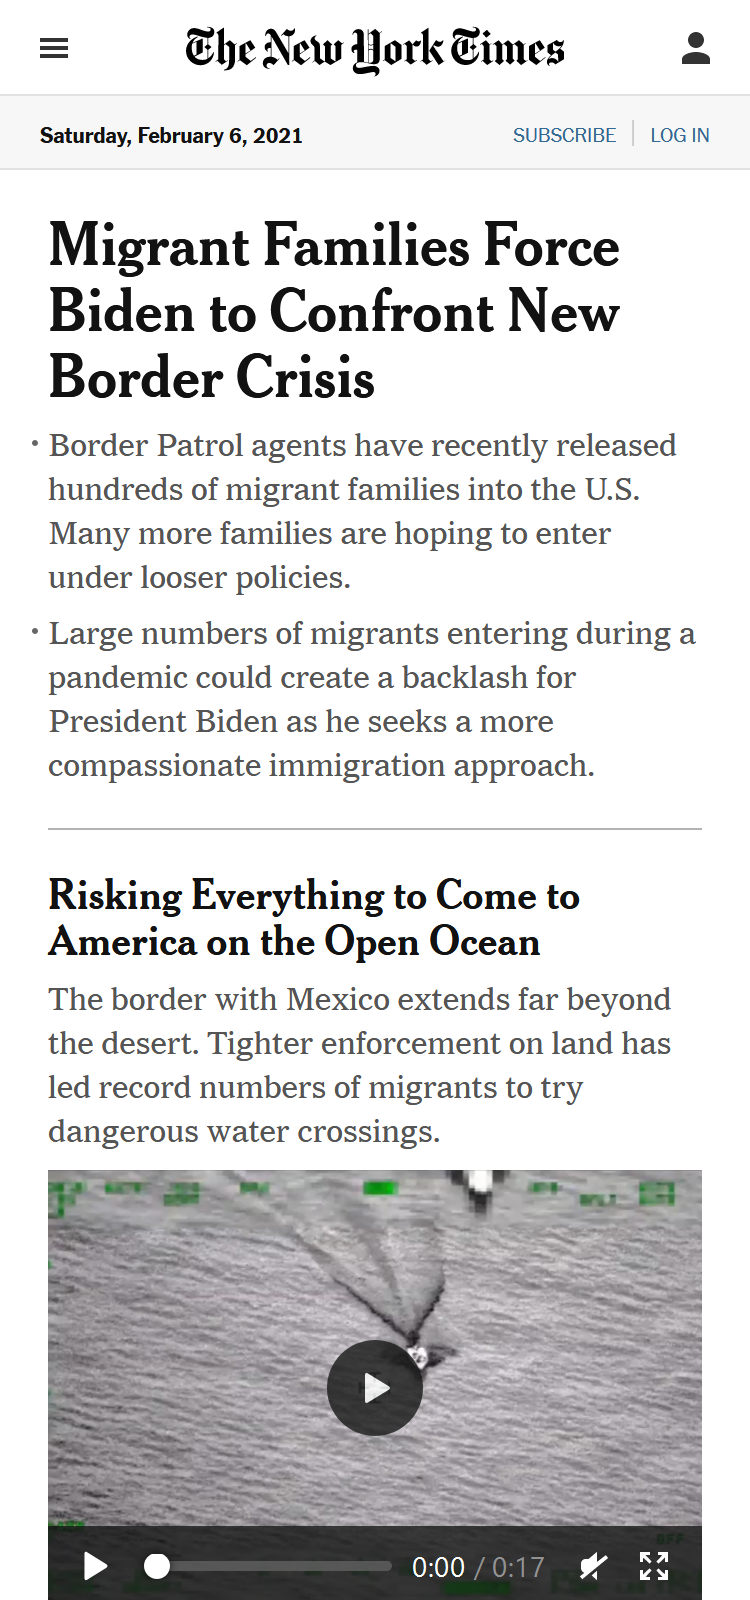 The New York Times
Saturday, February 6, 2021
SUBSCRIBE
LOG IN
Migrant Families Force
Biden to Confront New
Border Crisis
• Border Patrol agents have recently released
hundreds of migrant families into the U.S.
Many more families are hoping to enter
under looser policies.
• Large numbers of migrants entering during a
pandemic could create a backlash for
President Biden as he seeks a more
compassionate immigration approach.
Risking Everything to Come to
America on the Open Ocean
The border with Mexico extends far beyond
the desert. Tighter enforcement on land has
led record numbers of migrants to try
dangerous water crossings.
0:00 / 0:17